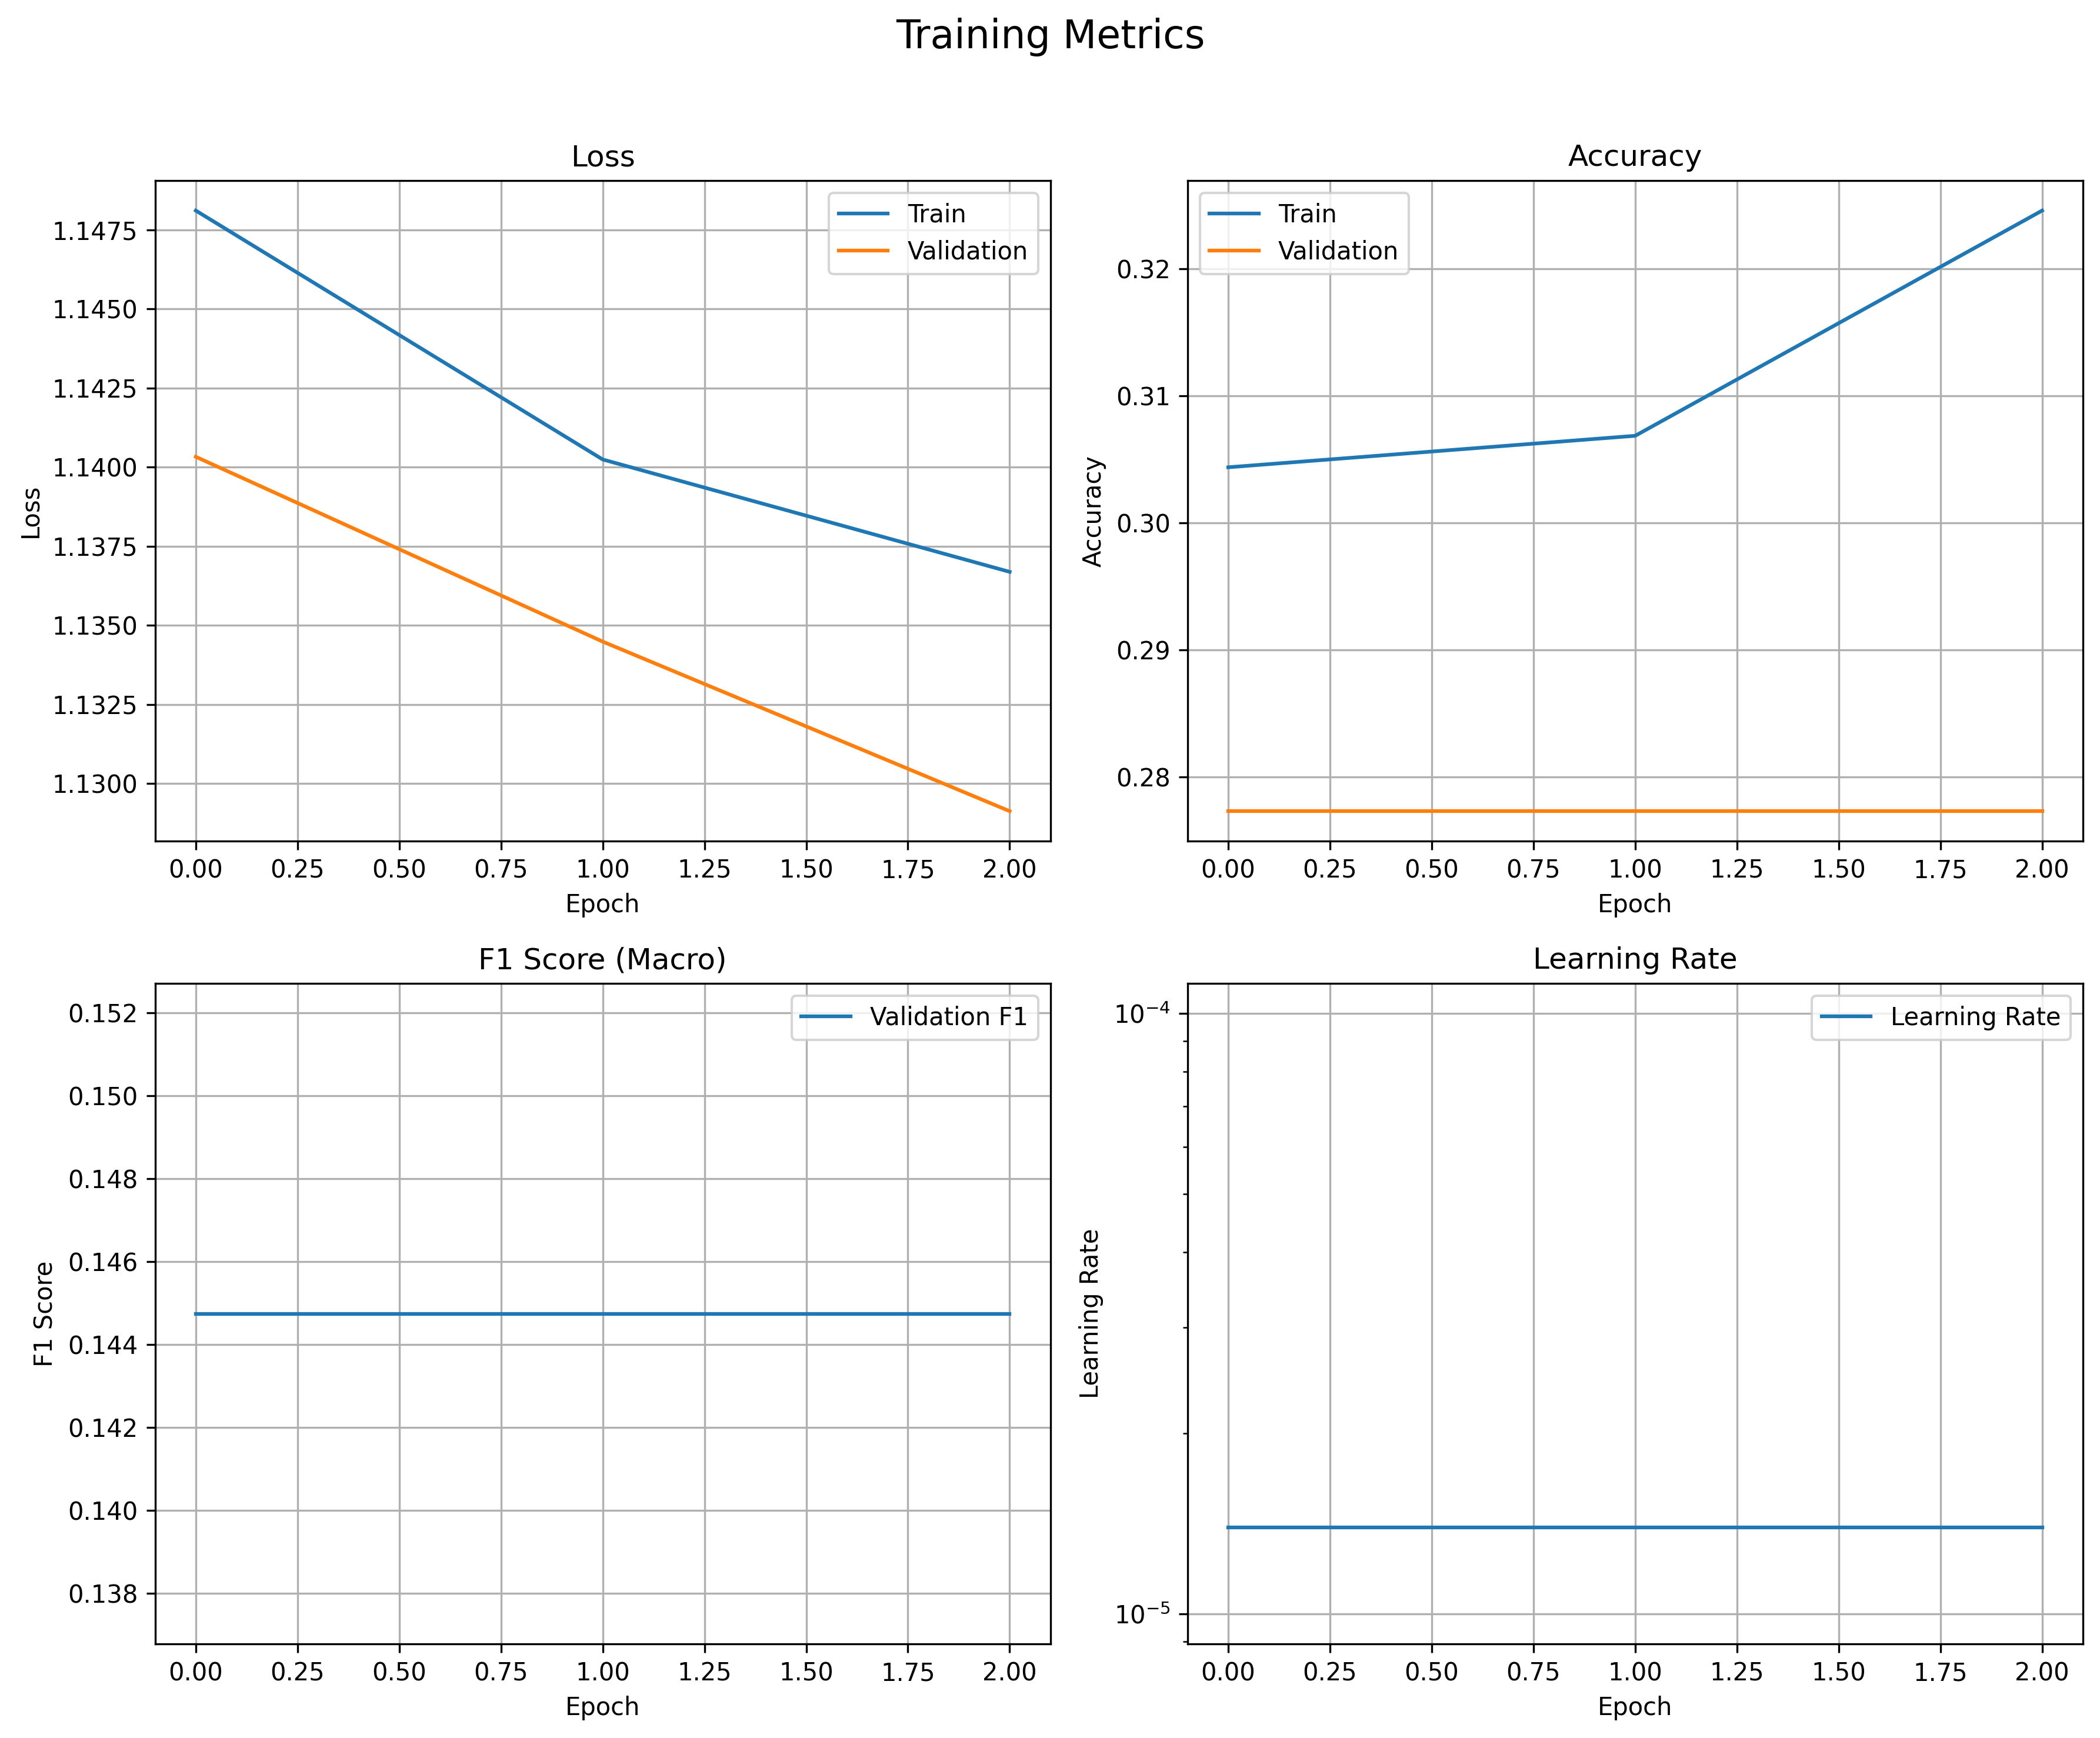 Training Metrics
Loss
1.1475
1.1450
1.1425
1.1400
1.1375
1.1350
1.1325
1.1300
Loss
Train
Validation
0.00 0.25 0.50 0.75 1.00 1.25 1.50 1.75 2.00
Epoch
Accuracy
0.32
0.31
0.30
0.29
0.28
Accuracy
Train
Validation
0.00 0.25 0.50 0.75 1.00 1.25 1.50 1.75 2.00
Epoch
F1 Score (Macro)
0.152
0.150
0.148
0.146
0.144
0.142
0.140
0.138
F1 Score
Validation F1
0.00 0.25 0.50 0.75 1.00 1.25 1.50 1.75 2.00
Epoch
Learning Rate
10⁻⁴
10⁻⁵
Learning Rate
Learning Rate
0.00 0.25 0.50 0.75 1.00 1.25 1.50 1.75 2.00
Epoch